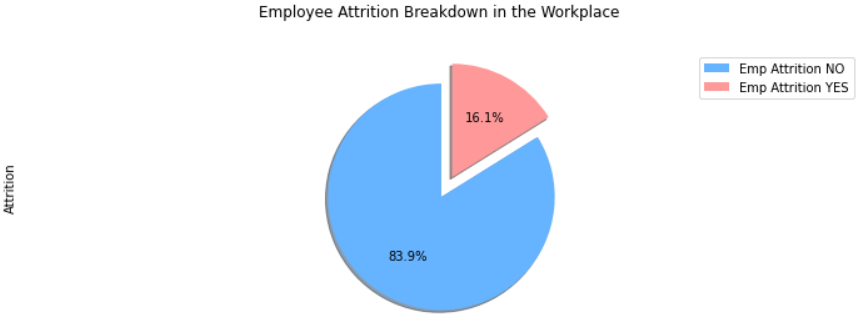 Employee Attrition Breakdown in the Workplace
Emp Attrition NO
Emp Attrition YES
16.1%
Attrition
83.9%